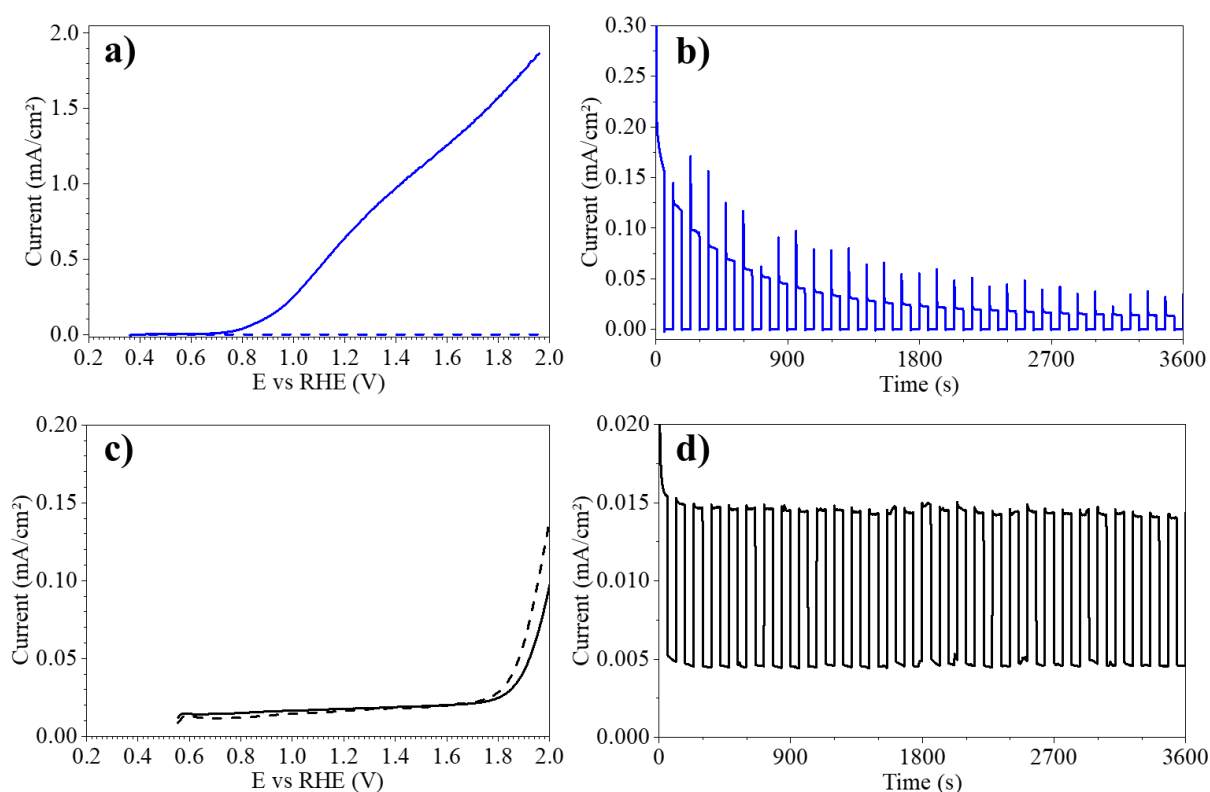 a)
2.0
1.5
1.0
0.5
0.0
Current (mA/cm²)
0.2 0.4 0.6 0.8 1.0 1.2 1.4 1.6 1.8 2.0
E vs RHE (V)
b)
0.30
0.25
0.20
0.15
0.10
0.05
0.00
Current (mA/cm²)
0 900 1800 2700 3600
Time (s)
c)
0.20
0.15
0.10
0.05
0.00
Current (mA/cm²)
0.2 0.4 0.6 0.8 1.0 1.2 1.4 1.6 1.8 2.0
E vs RHE (V)
d)
0.020
0.015
0.010
0.005
0.000
Current (mA/cm²)
0 900 1800 2700 3600
Time (s)